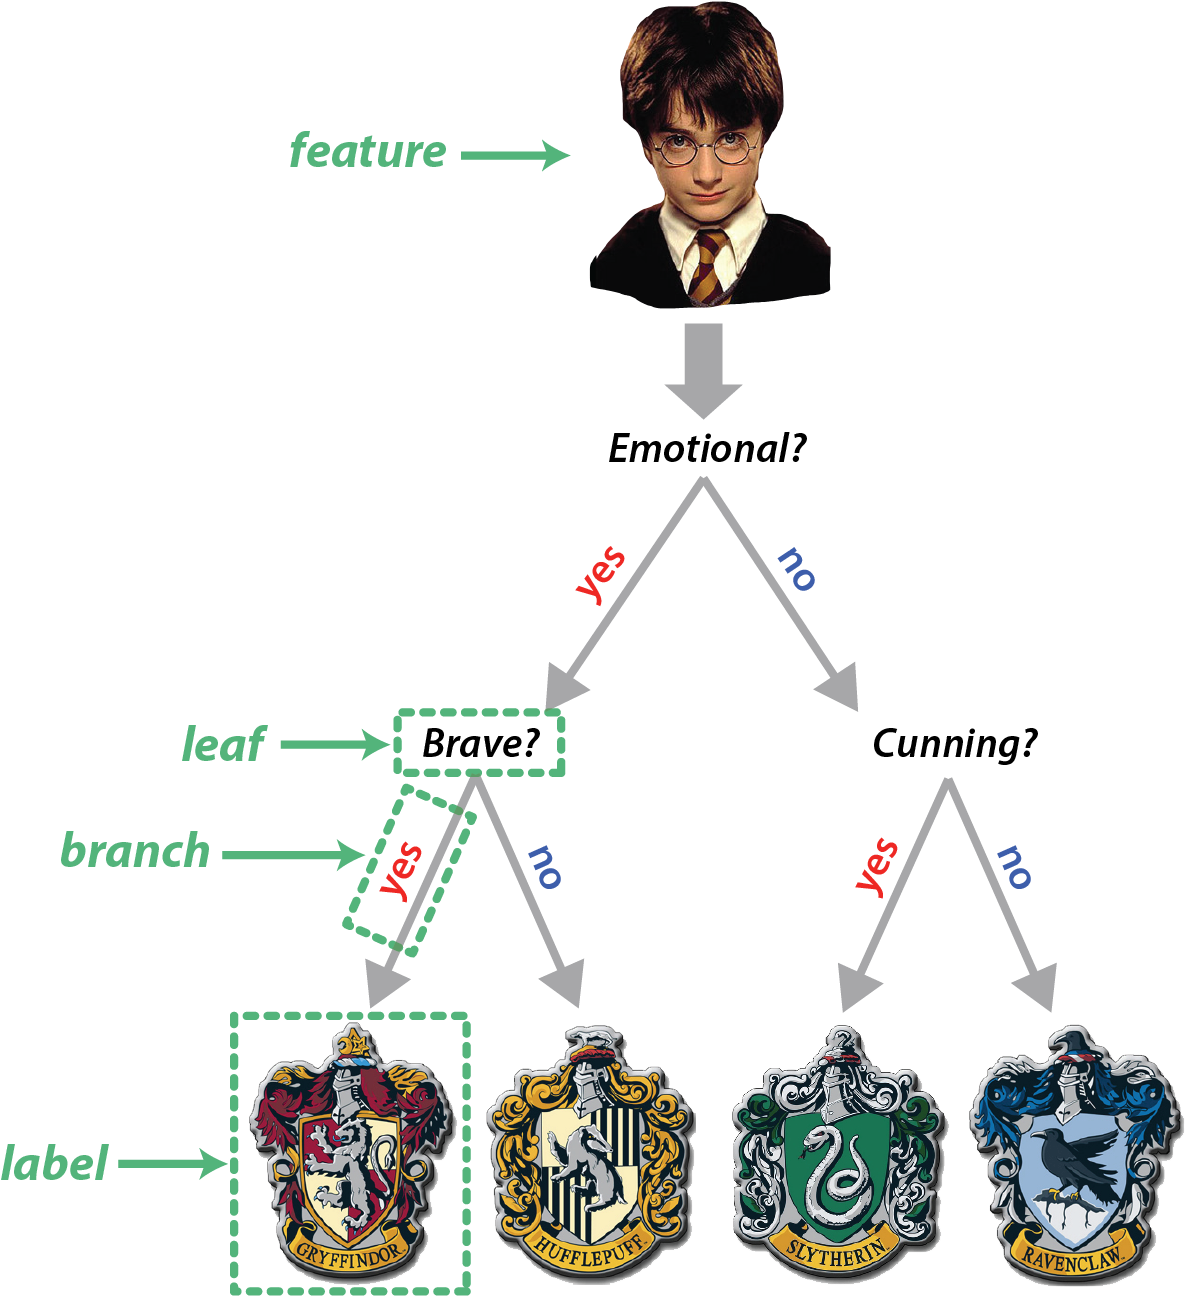 feature
Emotional?
yes
no
leaf
Brave?
Cunning?
branch
yes
no
yes
no
label
GRYFFINDOR
HUFFLEPUFF
SLYTHERIN
RAVENCLAW